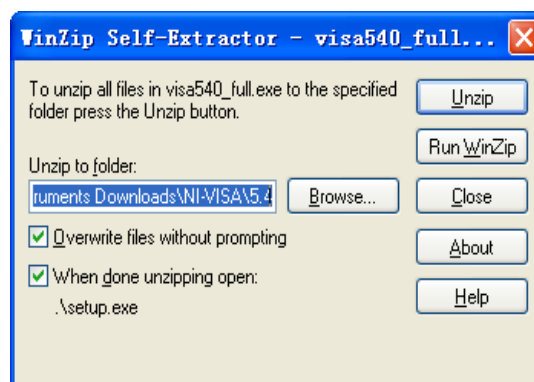 WinZip Self-Extractor - visa540_full...
To unzip all files in visa540_full.exe to the specified
folder press the Unzip button.
Unzip
Run WinZip
Unzip to folder:
ruments Downloads\NI-VISA\5.4
Browse...
Close
Overwrite files without prompting
About
When done unzipping open:
.\setup.exe
Help